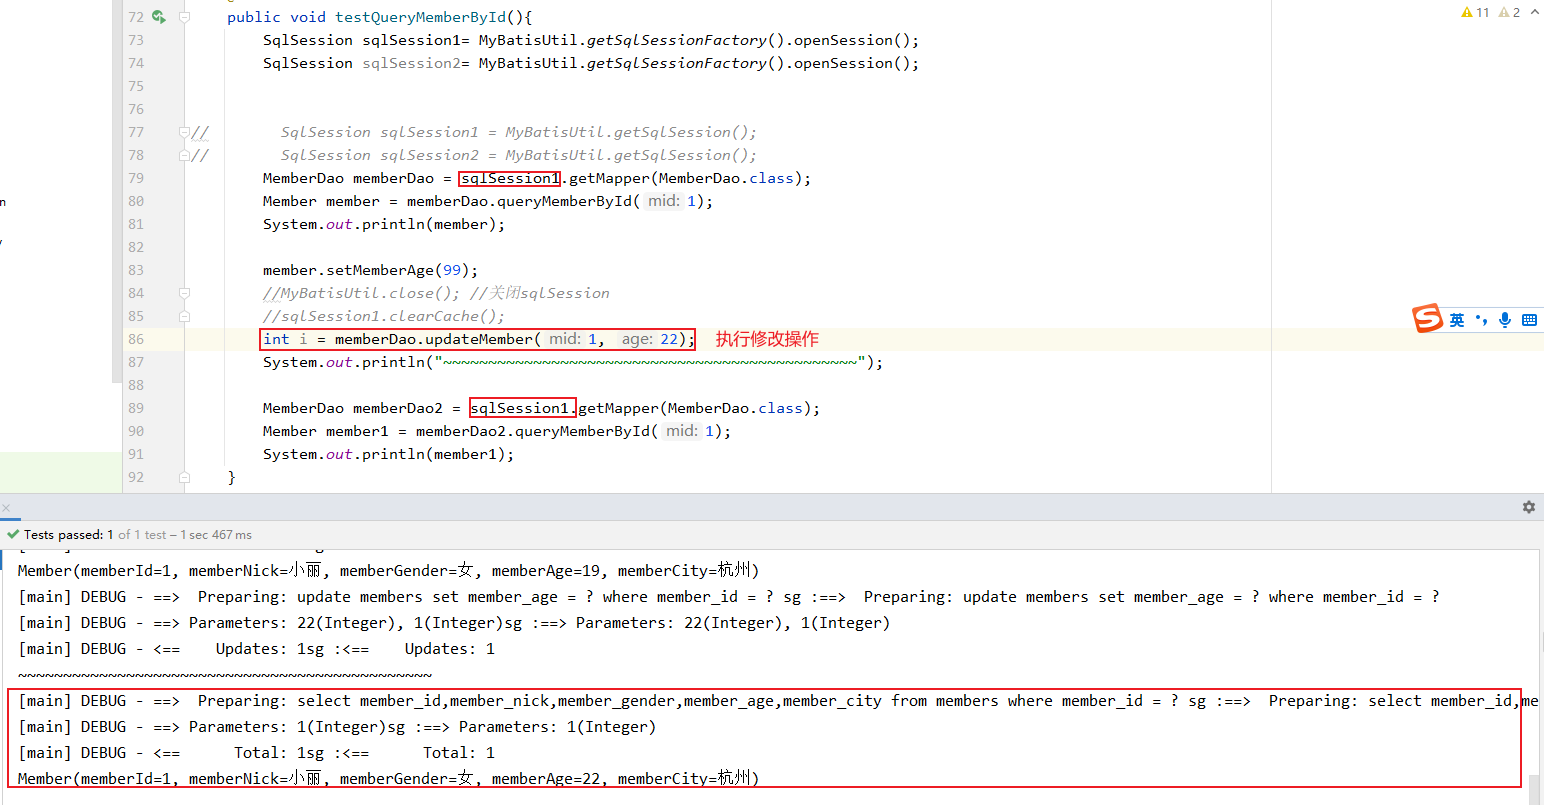 72 public void testQueryMemberById(){
11 2
73 SqlSession sqlSession1= MyBatisUtil.getSqlSessionFactory().openSession();
74 SqlSession sqlSession2= MyBatisUtil.getSqlSessionFactory().openSession();
75
76
77 // SqlSession sqlSession1 = MyBatisUtil.getSqlSession();
78 // SqlSession sqlSession2 = MyBatisUtil.getSqlSession();
79 MemberDao memberDao = sqlSession1.getMapper(MemberDao.class);
80 Member member = memberDao.queryMemberById( mid: 1);
81 System.out.println(member);
82
83 member.setMemberAge(99);
84 //MyBatisUtil.close(); //关闭sqlSession
85 //sqlSession1.clearCache();
86 int i = memberDao.updateMember( mid: 1, age: 22); 执行修改操作
英
87 System.out.println("~~~~~~~~~~~~~~~~~~~~~~~~~~~~~~~~~~~~~~~~~~~~~~");
88
89 MemberDao memberDao2 = sqlSession1.getMapper(MemberDao.class);
90 Member member1 = memberDao2.queryMemberById( mid: 1);
91 System.out.println(member1);
92 }
Tests passed: 1 of 1 test – 1 sec 467 ms
Member(memberId=1, memberNick=小丽, memberGender=女, memberAge=19, memberCity=杭州)
[main] DEBUG - ==>  Preparing: update members set member_age = ? where member_id = ? sg :==>  Preparing: update members set member_age = ? where member_id = ?
[main] DEBUG - ==> Parameters: 22(Integer), 1(Integer)sg :==> Parameters: 22(Integer), 1(Integer)
[main] DEBUG - <==    Updates: 1sg :<==    Updates: 1
~~~~~~~~~~~~~~~~~~~~~~~~~~~~~~~~~~~~~~~~~~~~~~
[main] DEBUG - ==>  Preparing: select member_id,member_nick,member_gender,member_age,member_city from members where member_id = ? sg :==>  Preparing: select member_id,me
[main] DEBUG - ==> Parameters: 1(Integer)sg :==> Parameters: 1(Integer)
[main] DEBUG - <==      Total: 1sg :<==      Total: 1
Member(memberId=1, memberNick=小丽, memberGender=女, memberAge=22, memberCity=杭州)